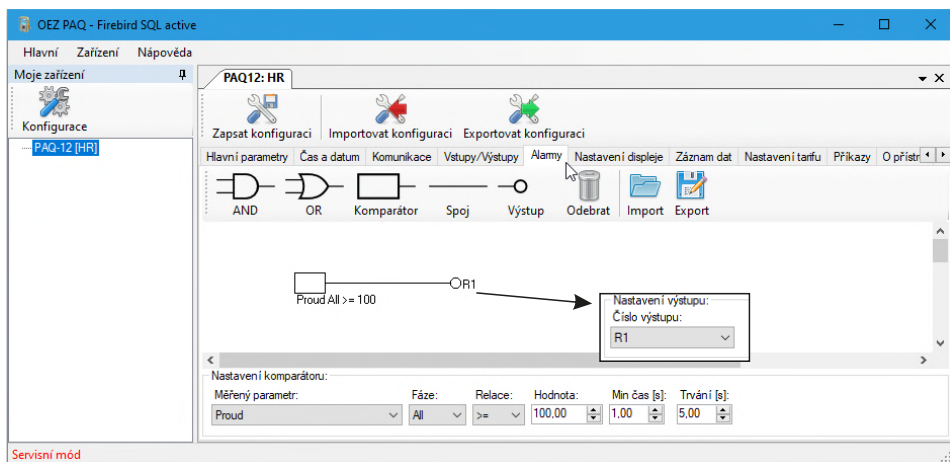 OEZ PAQ - Firebird SQL active
Hlavní Zařízení Nápověda
Moje zařízení
Konfigurace
PAQ-12 [HR]
PAQ12: HR
Zapsat konfiguraci Importovat konfiguraci Exportovat konfiguraci
Hlavní parametry Čas a datum Komunikace Vstupy/Výstupy Alarmy Nastavení displeje Záznam dat Nastavení tarifu Příkazy O přístr
AND OR Komparátor Spoj Výstup Odebrat Import Export
R1
Proud All >= 100
Nastavení výstupu:
Číslo výstupu:
R1
Nastavení komparátoru:
Měřený parametr: Fáze: Relace: Hodnota: Min čas [s]: Trvání [s]:
Proud All >= 100,00 1,00 5,00
Servisní mód